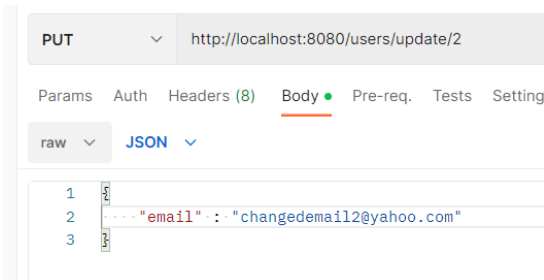 PUT http://localhost:8080/users/update/2
Params Auth Headers (8) Body Pre-req. Tests Setting
raw JSON
1 {
2 "email" : "changedemail2@yahoo.com"
3 }